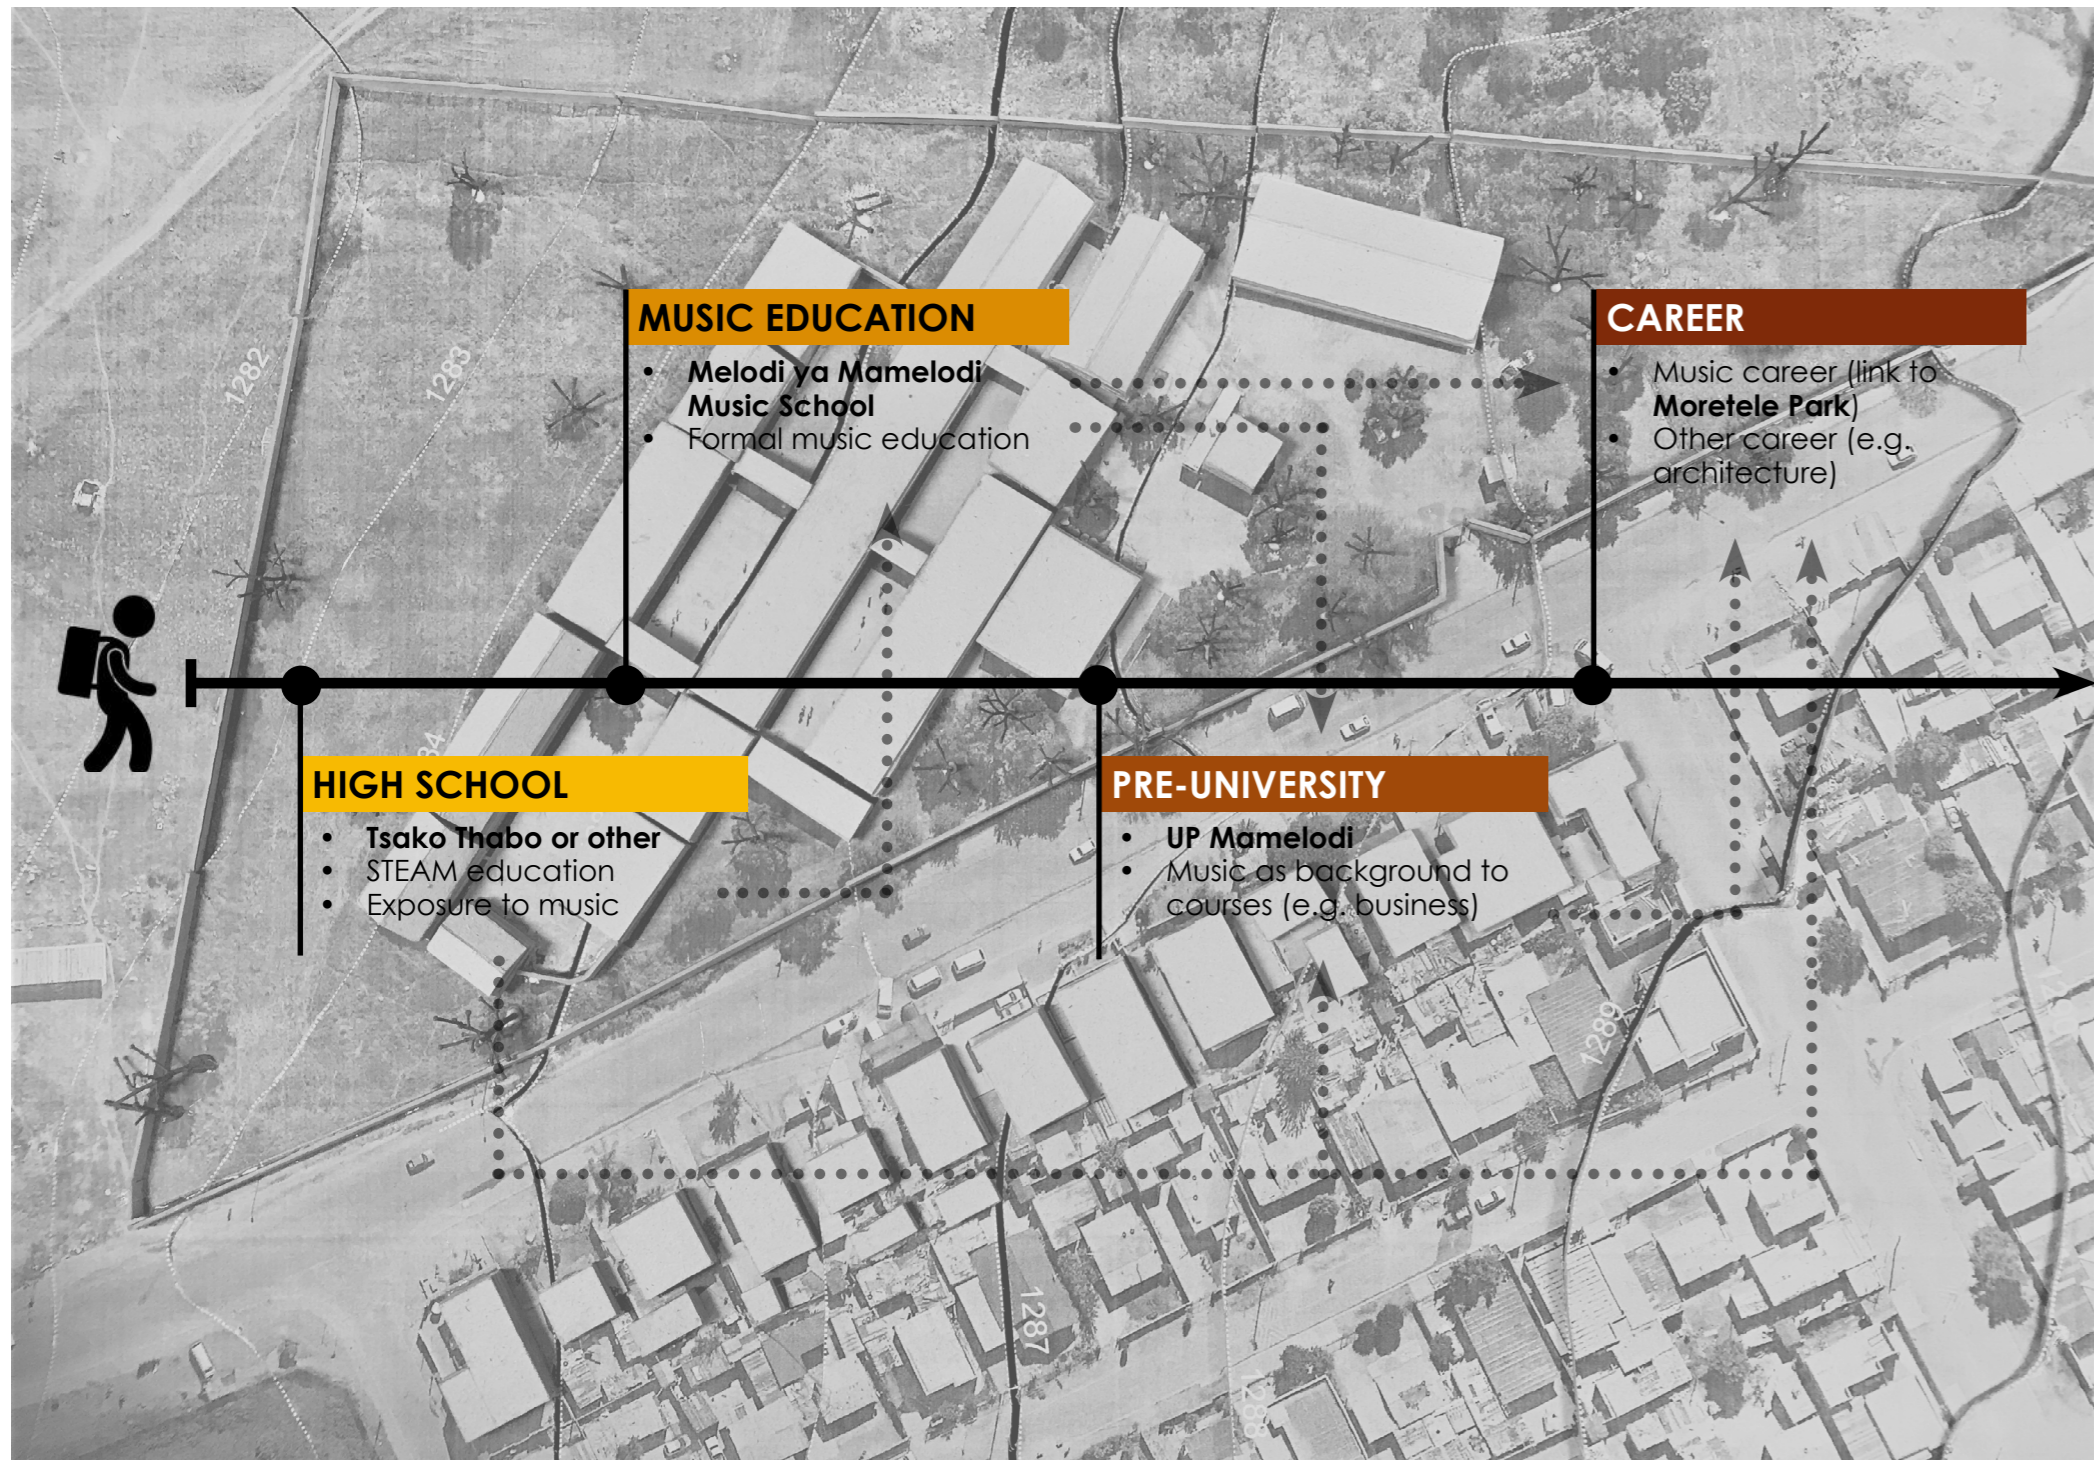 MUSIC EDUCATION
• Melodi ya Mamelodi
Music School
• Formal music education
CAREER
• Music career (link to
Moretele Park)
• Other career (e.g.
architecture)
HIGH SCHOOL
• Tsako Thabo or other
• STEAM education
• Exposure to music
PRE-UNIVERSITY
• UP Mamelodi
• Music as background to
courses (e.g. business)
1282
1283
1287
1288
1289